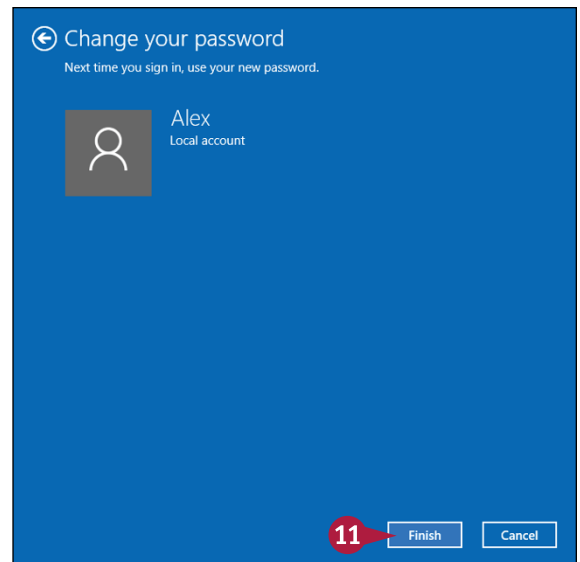 Change your password
Next time you sign in, use your new password.
Alex
Local account
11
Finish
Cancel